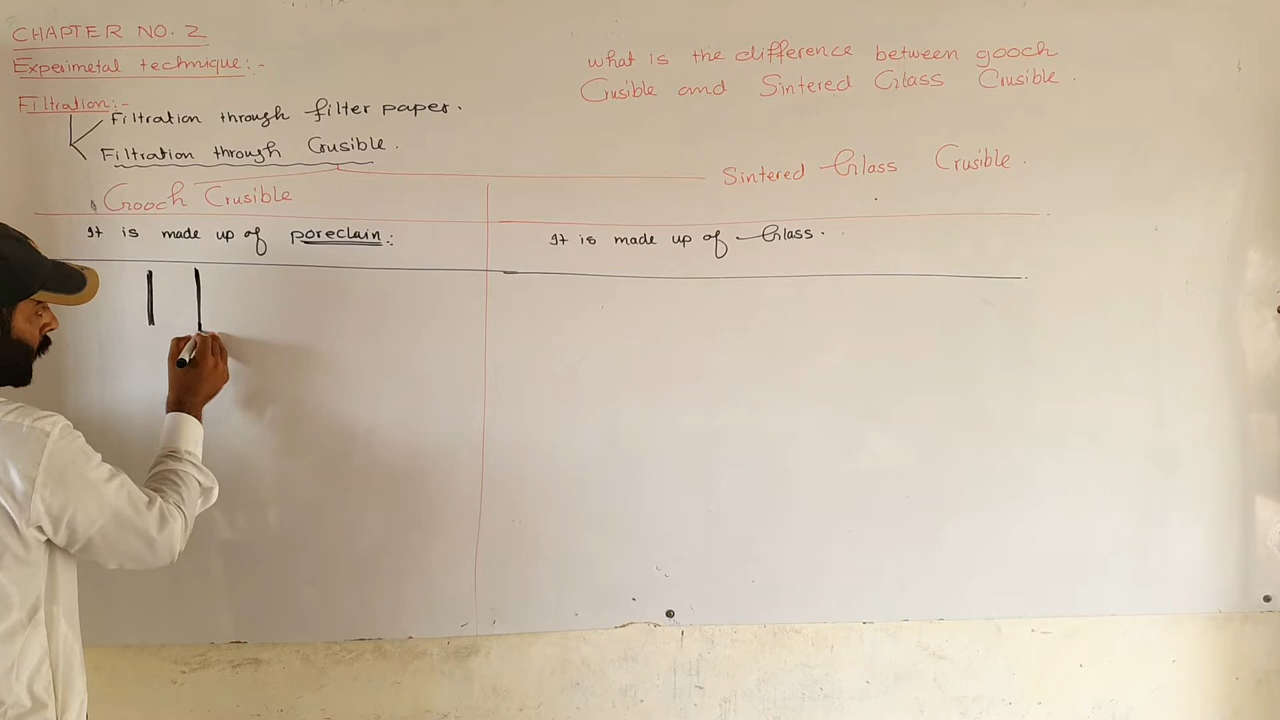 CHAPTER NO. 2
Experimetal technique:-
Filtration:-
Filtration through filter paper.
Filtration through Crusible.
what is the difference between gooch
Crusible and Sintered Glass Crusible.
Gooch Crusible
Sintered Glass Crusible.
It is made up of poreclain:
It is made up of Glass.